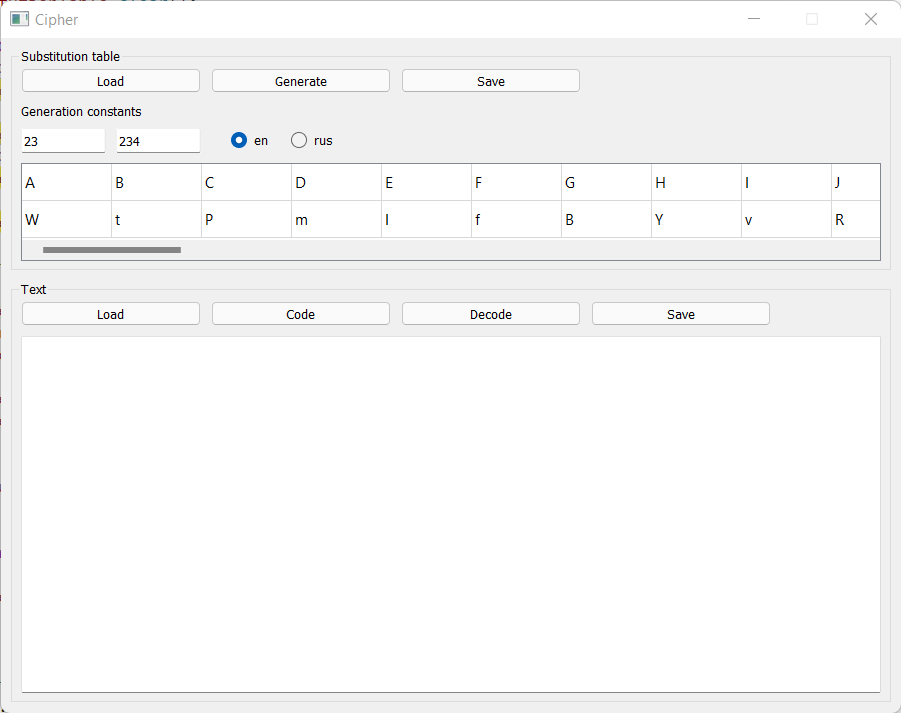 Cipher
Substitution table
Load Generate Save
Generation constants
23 234 en rus
A B C D E F G H I J
W t P m I f B Y v R
Text
Load Code Decode Save